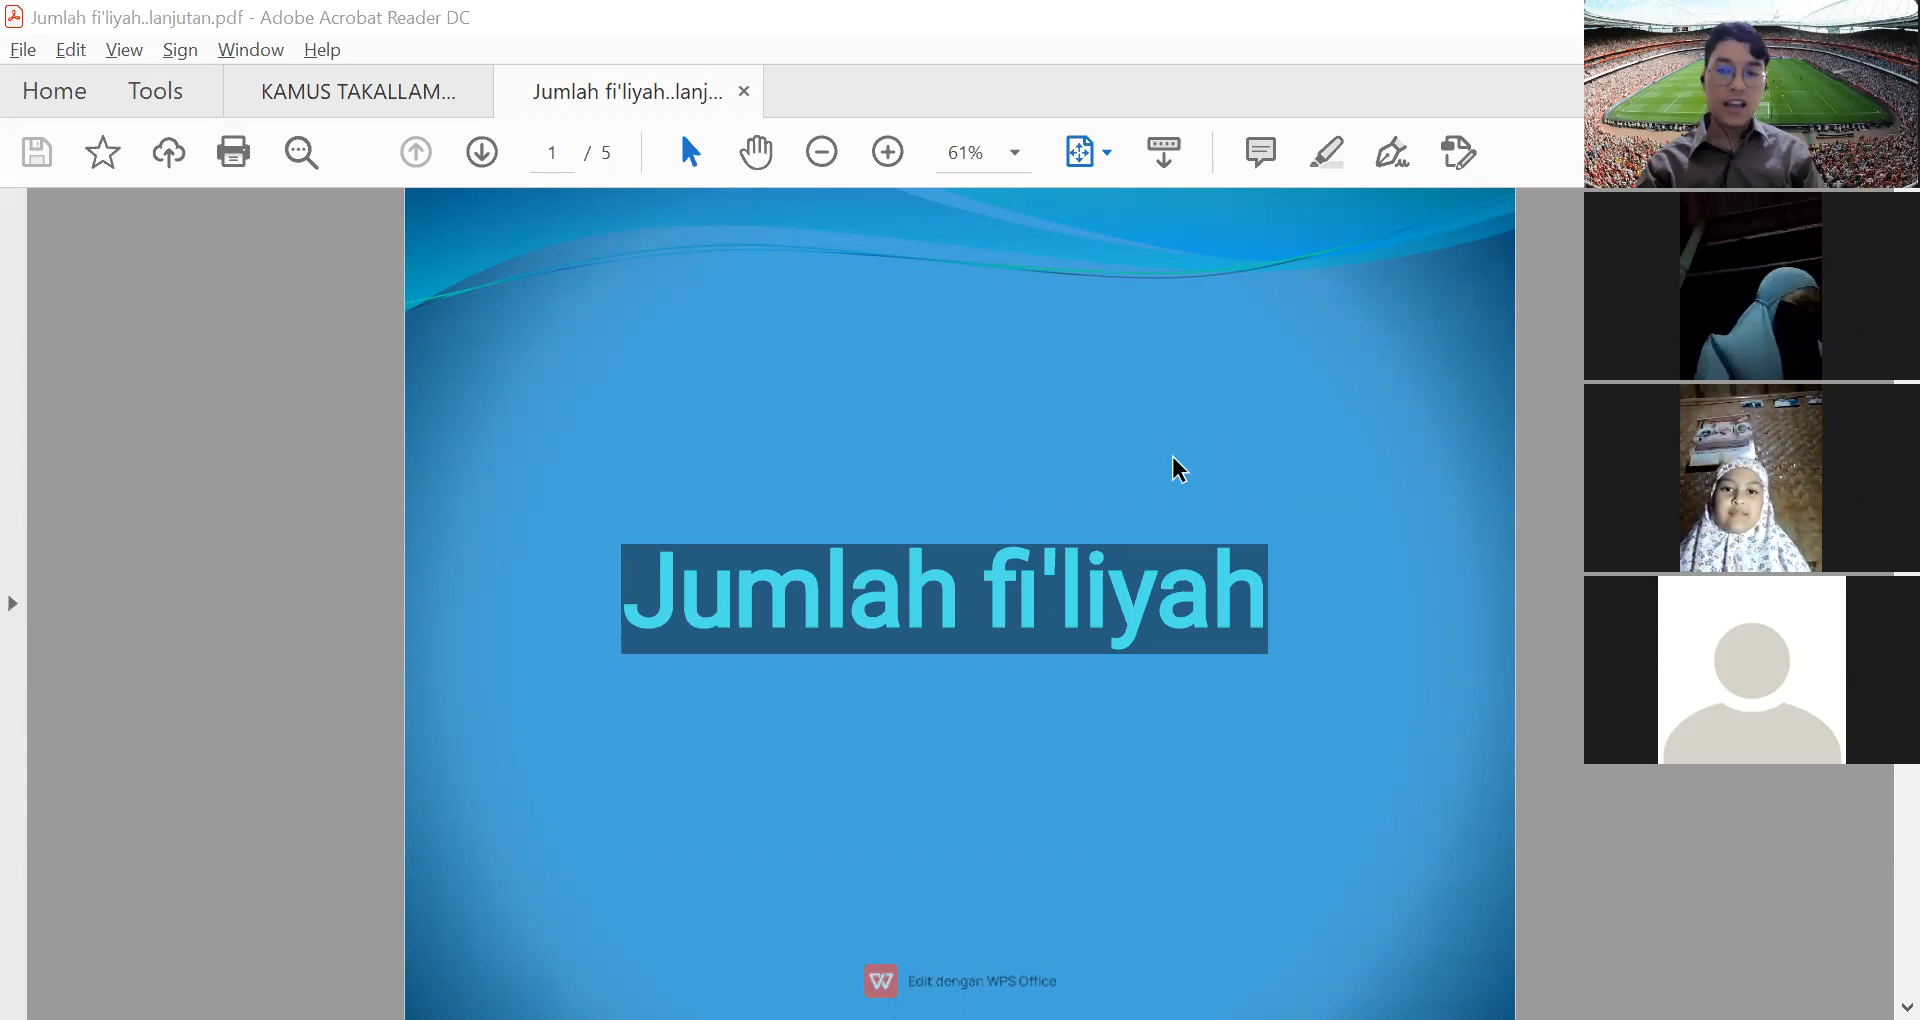 Jumlah fi'liyah..lanjutan.pdf - Adobe Acrobat Reader DC
File Edit View Sign Window Help
Home Tools KAMUS TAKALLAM... Jumlah fi'liyah..lanj...
1 / 5 61%
Jumlah fi'liyah
Edit dengan WPS Office